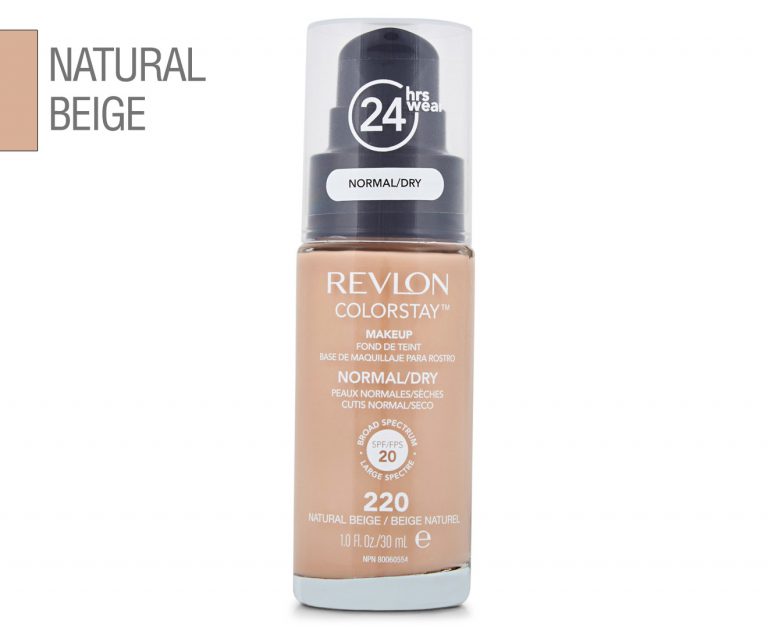 NATURAL
BEIGE
24 hrs wear
NORMAL/DRY
REVLON
COLORSTAY™
MAKEUP
FOND DE TEINT
BASE DE MAQUILLAJE PARA ROSTRO
NORMAL/DRY
PEAUX NORMALES/SÈCHES
CUTIS NORMAL/SECO
BROAD SPECTRUM
SPF/FPS
20
LARGE SPECTRE
220
NATURAL BEIGE / BEIGE NATUREL
1.0 fl. Oz./30 mL e
NPN 80060554